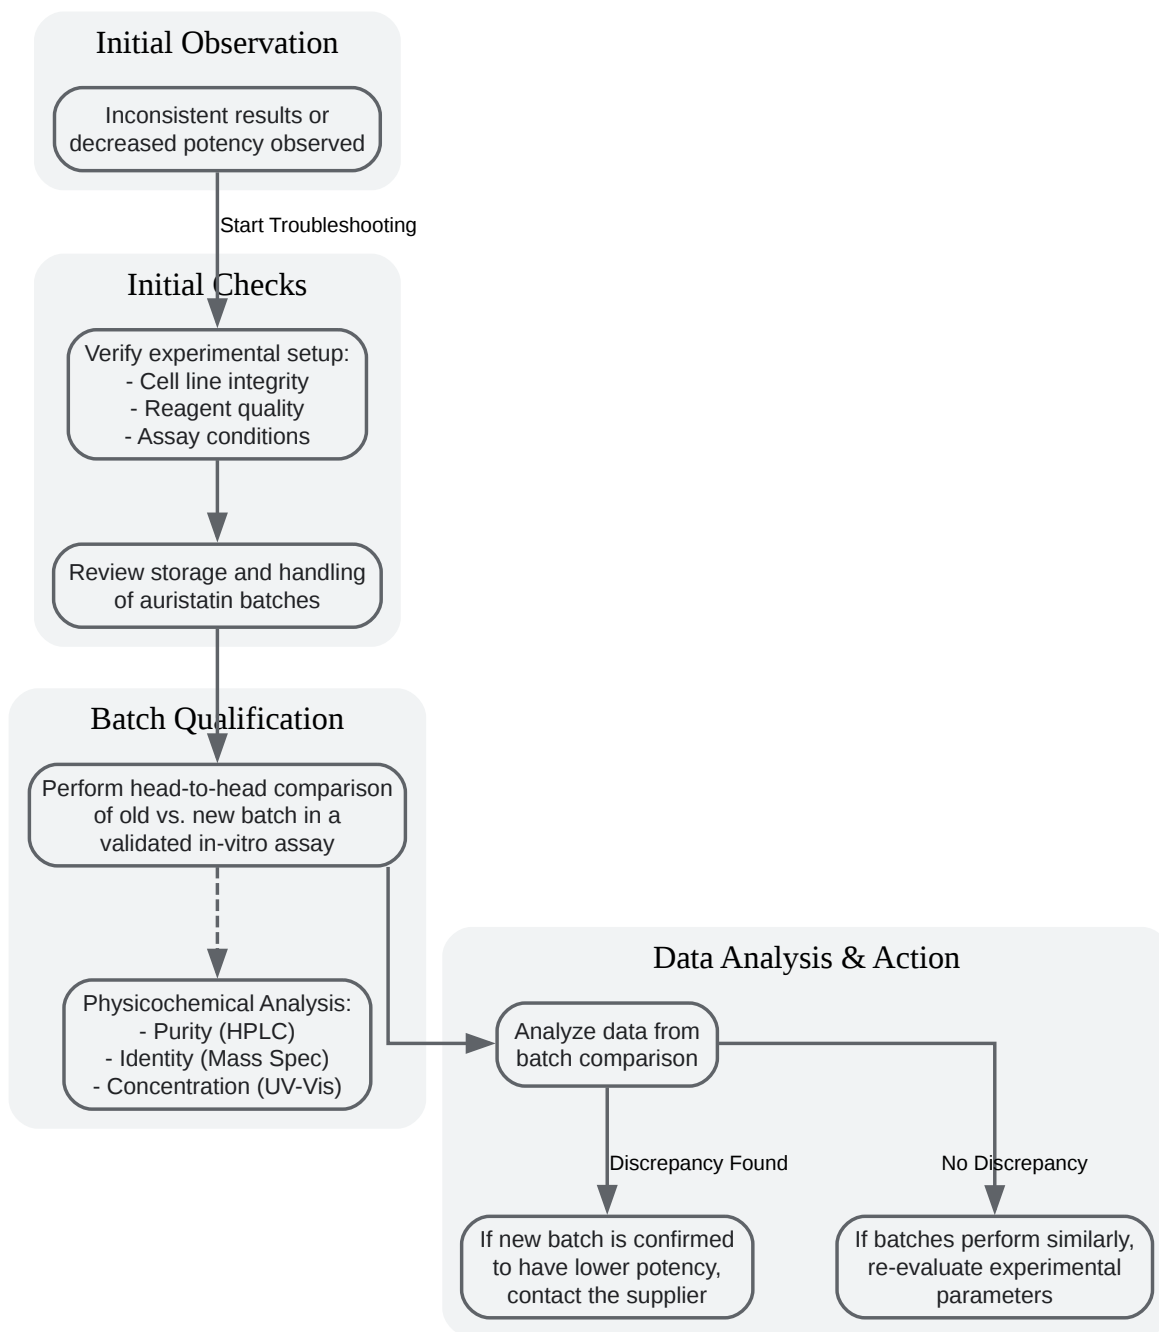 Initial Observation
Inconsistent results or
decreased potency observed
Start Troubleshooting
Initial Checks
Verify experimental setup:
- Cell line integrity
- Reagent quality
- Assay conditions
Review storage and handling
of auristatin batches
Batch Qualification
Perform head-to-head comparison
of old vs. new batch in a
validated in-vitro assay
Physicochemical Analysis:
- Purity (HPLC)
- Identity (Mass Spec)
- Concentration (UV-Vis)
Data Analysis & Action
Analyze data from
batch comparison
Discrepancy Found
No Discrepancy
If new batch is confirmed
to have lower potency,
contact the supplier
If batches perform similarly,
re-evaluate experimental
parameters